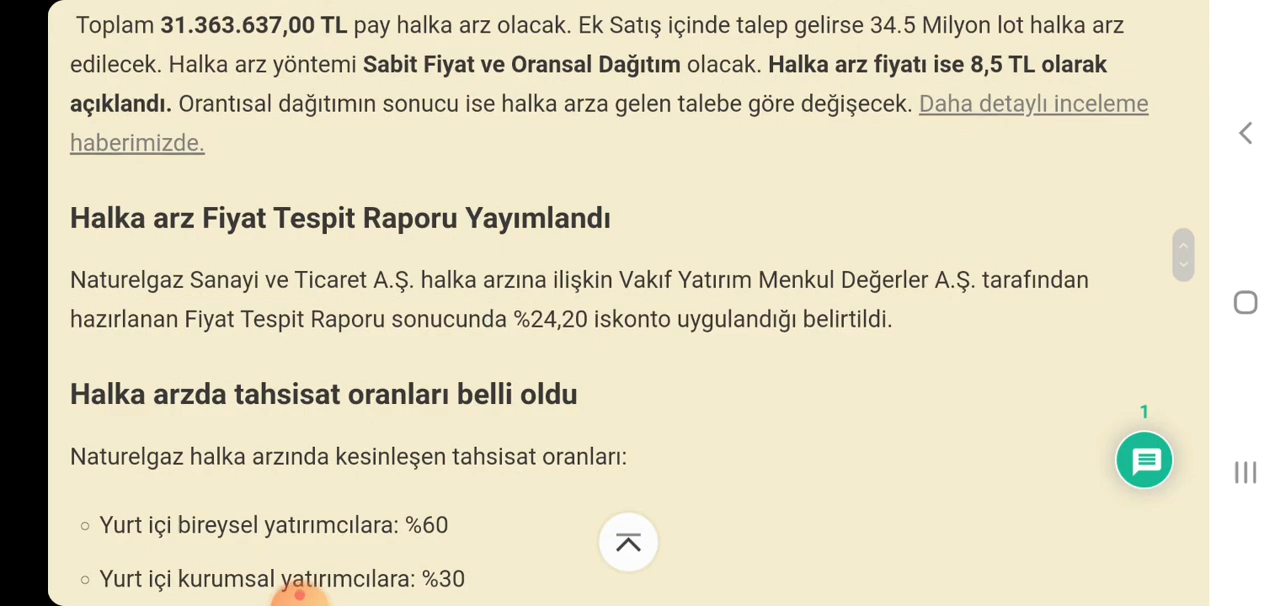 Toplam 31.363.637,00 TL pay halka arz olacak. Ek Satış içinde talep gelirse 34.5 Milyon lot halka arz
edilecek. Halka arz yöntemi Sabit Fiyat ve Oransal Dağıtım olacak. Halka arz fiyatı ise 8,5 TL olarak
açıklandı. Orantısal dağıtımın sonucu ise halka arza gelen talebe göre değişecek. Daha detaylı inceleme
haberimizde.
Halka arz Fiyat Tespit Raporu Yayımlandı
Naturelgaz Sanayi ve Ticaret A.Ş. halka arzına ilişkin Vakıf Yatırım Menkul Değerler A.Ş. tarafından
hazırlanan Fiyat Tespit Raporu sonucunda %24,20 iskonto uygulandığı belirtildi.
Halka arzda tahsisat oranları belli oldu
1
Naturelgaz halka arzında kesinleşen tahsisat oranları:
Yurt içi bireysel yatırımcılara: %60
Yurt içi kurumsal yatırımcılara: %30